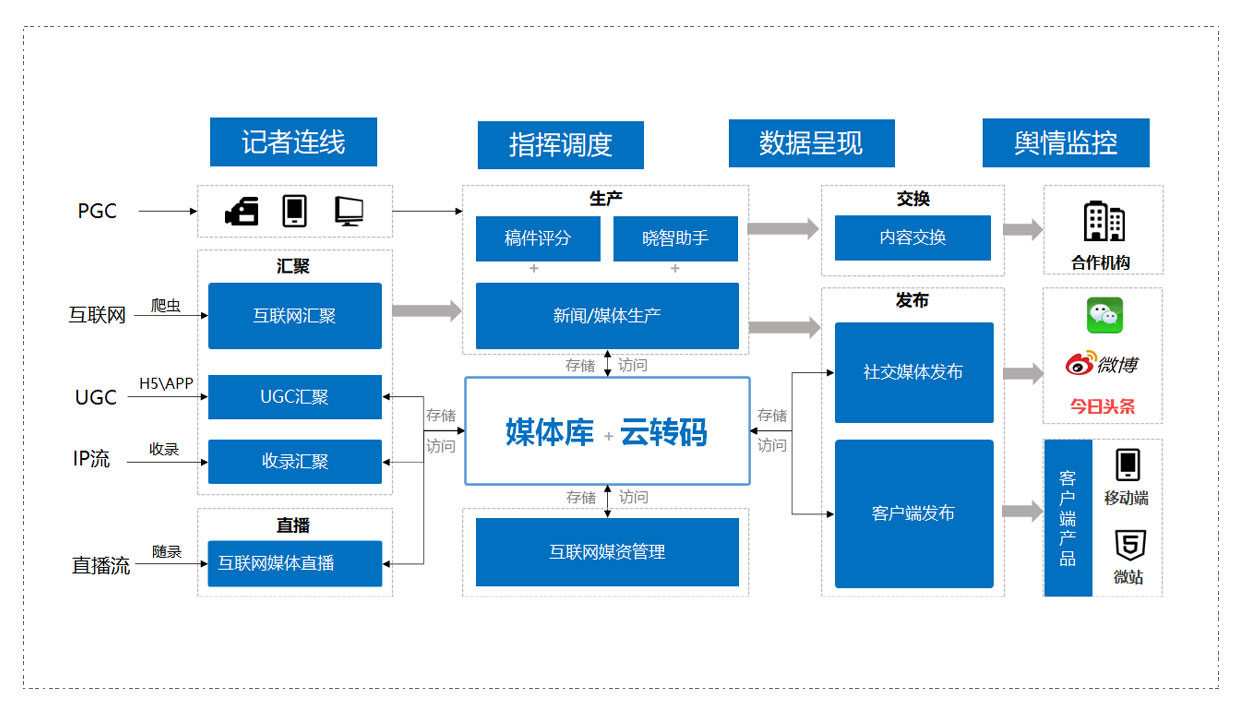 记者连线
指挥调度
数据呈现
舆情监控
PGC
生产
稿件评分
晓智助手
+
+
新闻/媒体生产
交换
内容交换
合作机构
汇聚
互联网
爬虫
互联网汇聚
UGC
H5\APP
UGC汇聚
IP流
收录
收录汇聚
存储
访问
存储
访问
媒体库 + 云转码
存储
访问
存储
访问
发布
社交媒体发布
微博
今日头条
客户端发布
客户端产品
移动端
5
微站
直播
直播流
随录
互联网媒体直播
互联网媒资管理